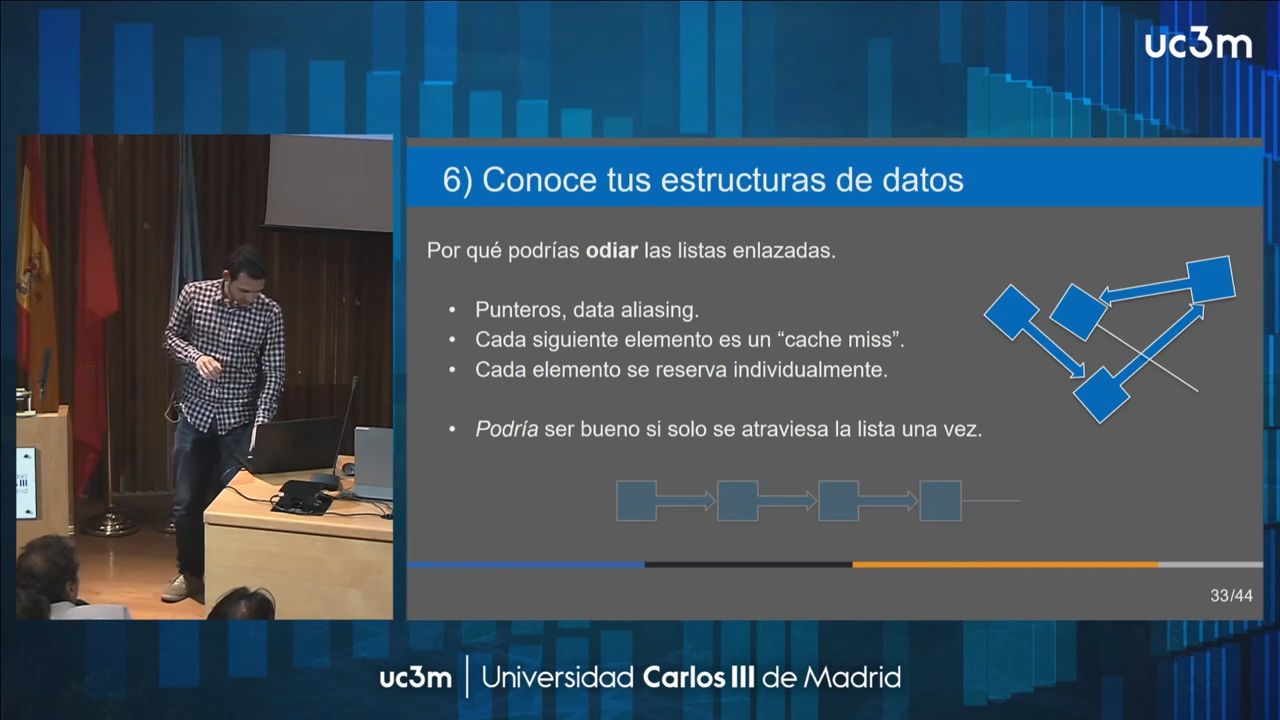 uc3m
6) Conoce tus estructuras de datos
Por qué podrías odiar las listas enlazadas.
• Punteros, data aliasing.
• Cada siguiente elemento es un “cache miss”.
• Cada elemento se reserva individualmente.
• Podría ser bueno si solo se atraviesa la lista una vez.
33/44
uc3m | Universidad Carlos III de Madrid